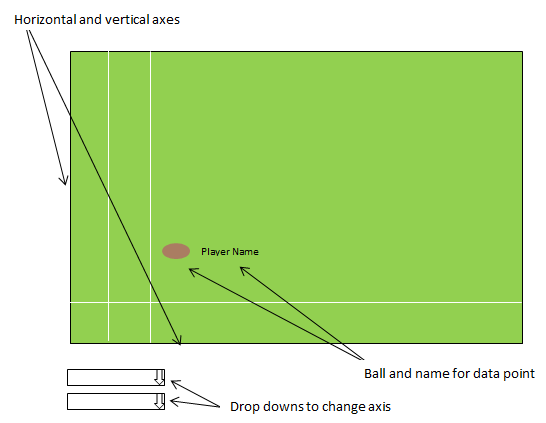 Horizontal and vertical axes
Player Name
Ball and name for data point
Drop downs to change axis